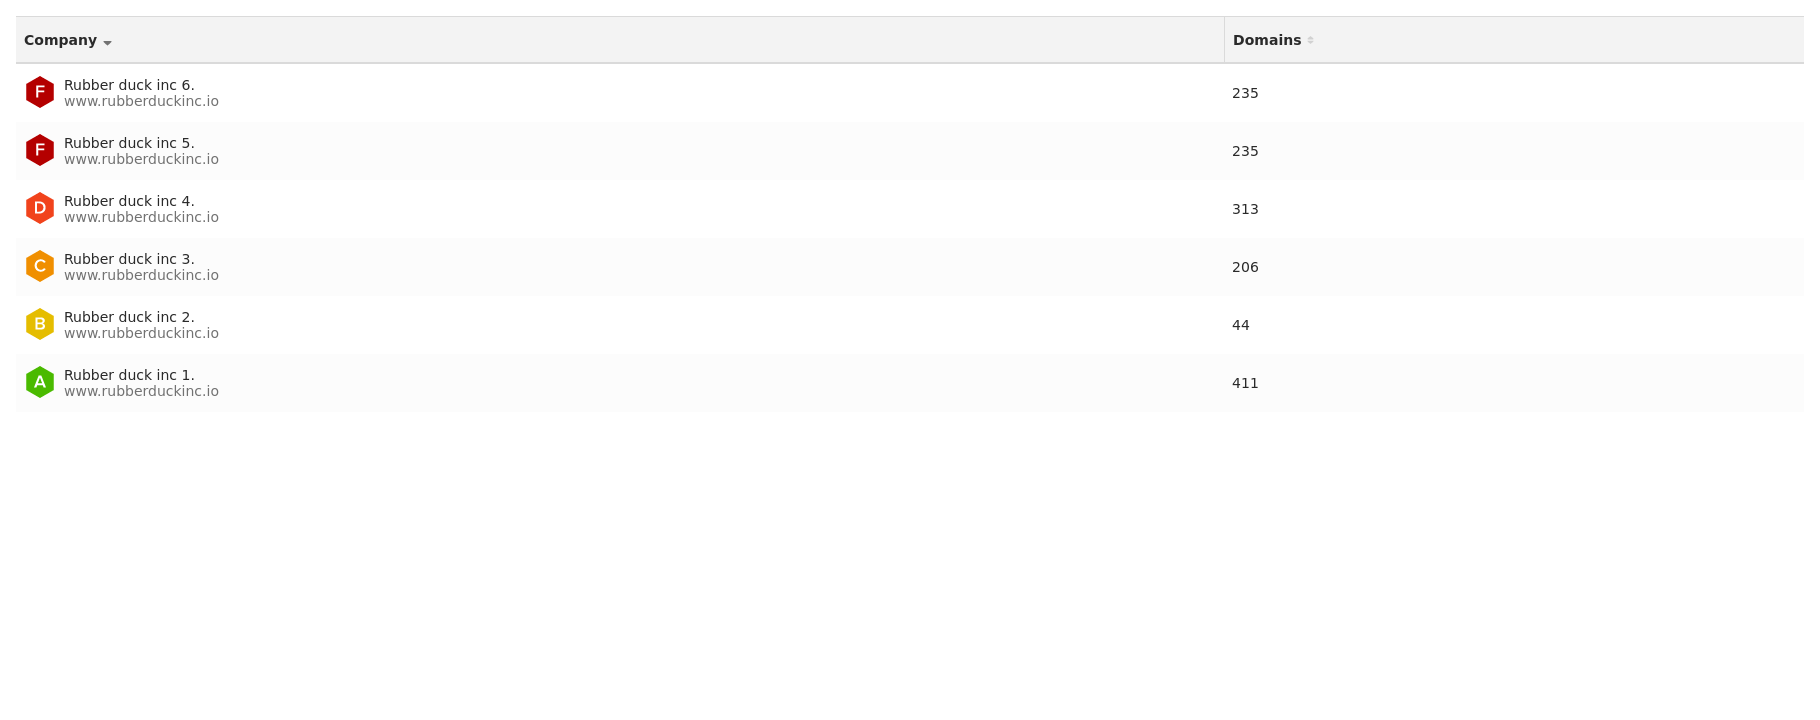 Company Domains
F Rubber duck inc 6. 235
www.rubberduckinc.io
F Rubber duck inc 5. 235
www.rubberduckinc.io
D Rubber duck inc 4. 313
www.rubberduckinc.io
C Rubber duck inc 3. 206
www.rubberduckinc.io
B Rubber duck inc 2. 44
www.rubberduckinc.io
A Rubber duck inc 1. 411
www.rubberduckinc.io